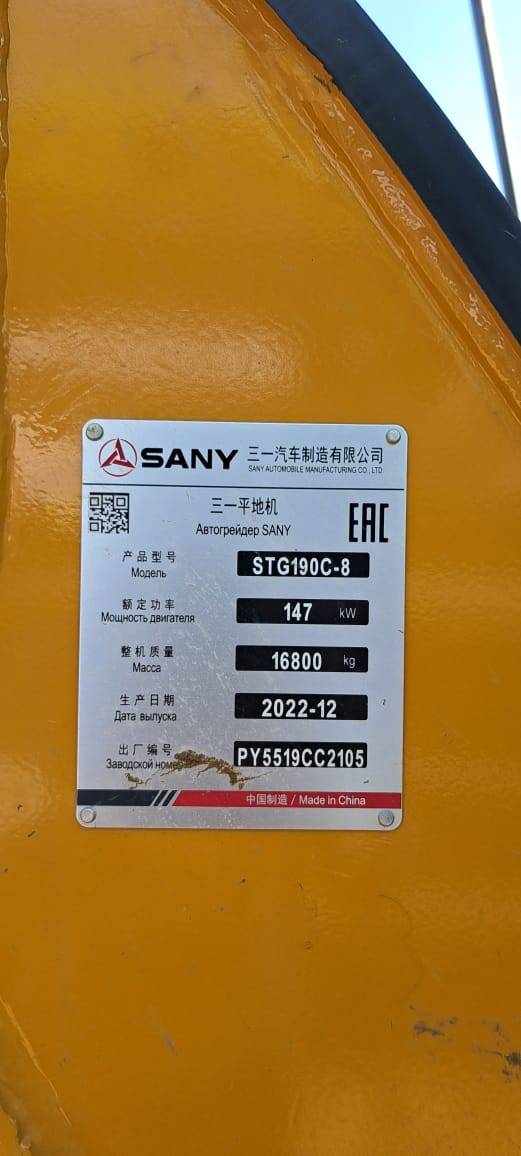 SANY 三一汽车制造有限公司
SANY AUTOMOBILE MANUFACTURING CO., LTD.
三一平地机
Автогрейдер SANY
EAC
产品型号
Модель
STG190C-8
额定功率
Мощность двигателя
147 kW
整机质量
Масса
16800 kg
生产日期
Дата выпуска
2022-12
出厂编号
Заводской номер
PY5519CC2105
中国制造 / Made in China